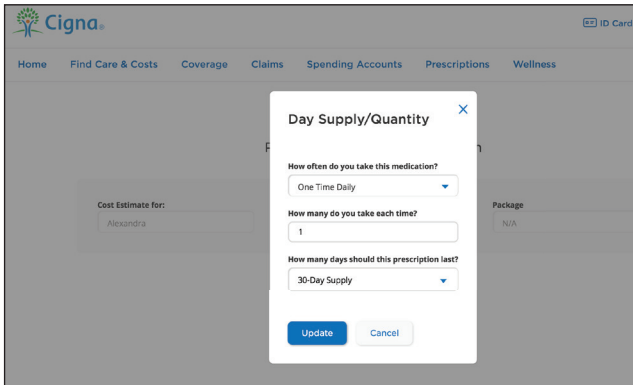 Cigna®
ID Card
Home Find Care & Costs Coverage Claims Spending Accounts Prescriptions Wellness
Day Supply/Quantity
How often do you take this medication?
One Time Daily
Cost Estimate for:
Alexandra
How many do you take each time?
1
Package
N/A
How many days should this prescription last?
30-Day Supply
Update Cancel